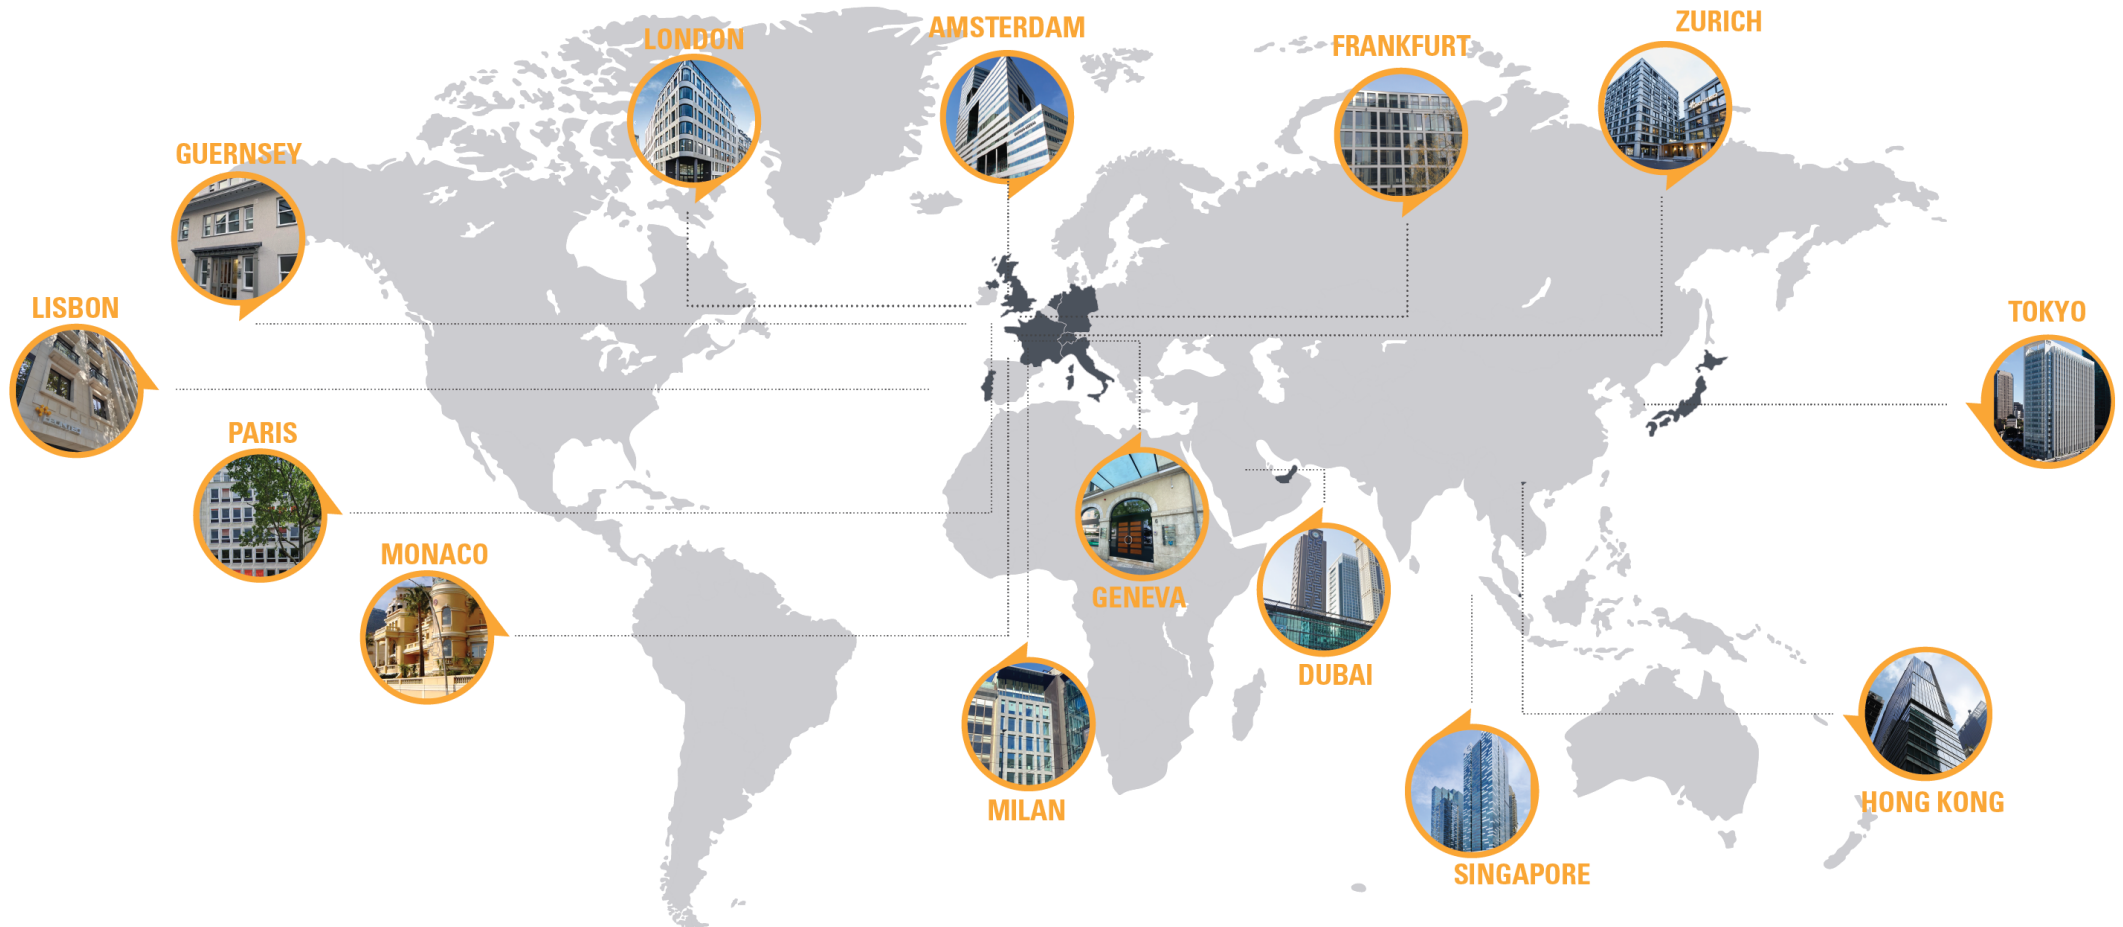 LONDON
AMSTERDAM
FRANKFURT
ZURICH
GUERNSEY
LISBON
TOKYO
PARIS
MONACO
GENEVA
DUBAI
MILAN
HONG KONG
SINGAPORE